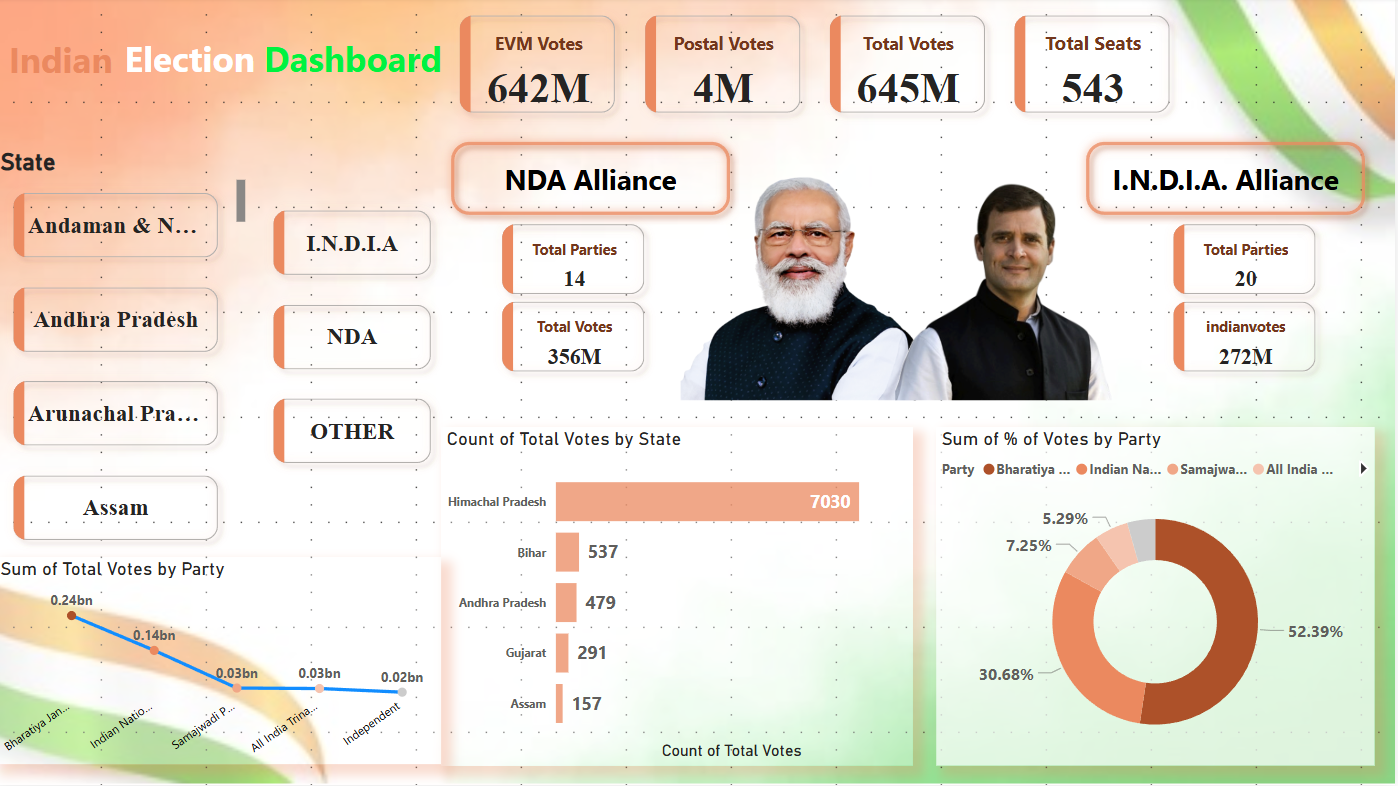 Indian Election Dashboard
EVM Votes
642M
Postal Votes
4M
Total Votes
645M
Total Seats
543
State
Andaman & N...
Andhra Pradesh
Arunachal Pra...
Assam
I.N.D.I.A
NDA
OTHER
NDA Alliance
Total Parties
14
Total Votes
356M
I.N.D.I.A. Alliance
Total Parties
20
indianvotes
272M
Sum of Total Votes by Party
0.24bn
0.14bn
0.03bn
0.03bn
0.02bn
Bharatiya Jan...
Indian Natio...
Samajwadi P...
All India Trina...
Independent
Count of Total Votes by State
Himachal Pradesh 7030
Bihar 537
Andhra Pradesh 479
Gujarat 291
Assam 157
Count of Total Votes
Sum of % of Votes by Party
Party Bharatiya ... Indian Na... Samajwa... All India ...
5.29%
7.25%
30.68%
52.39%